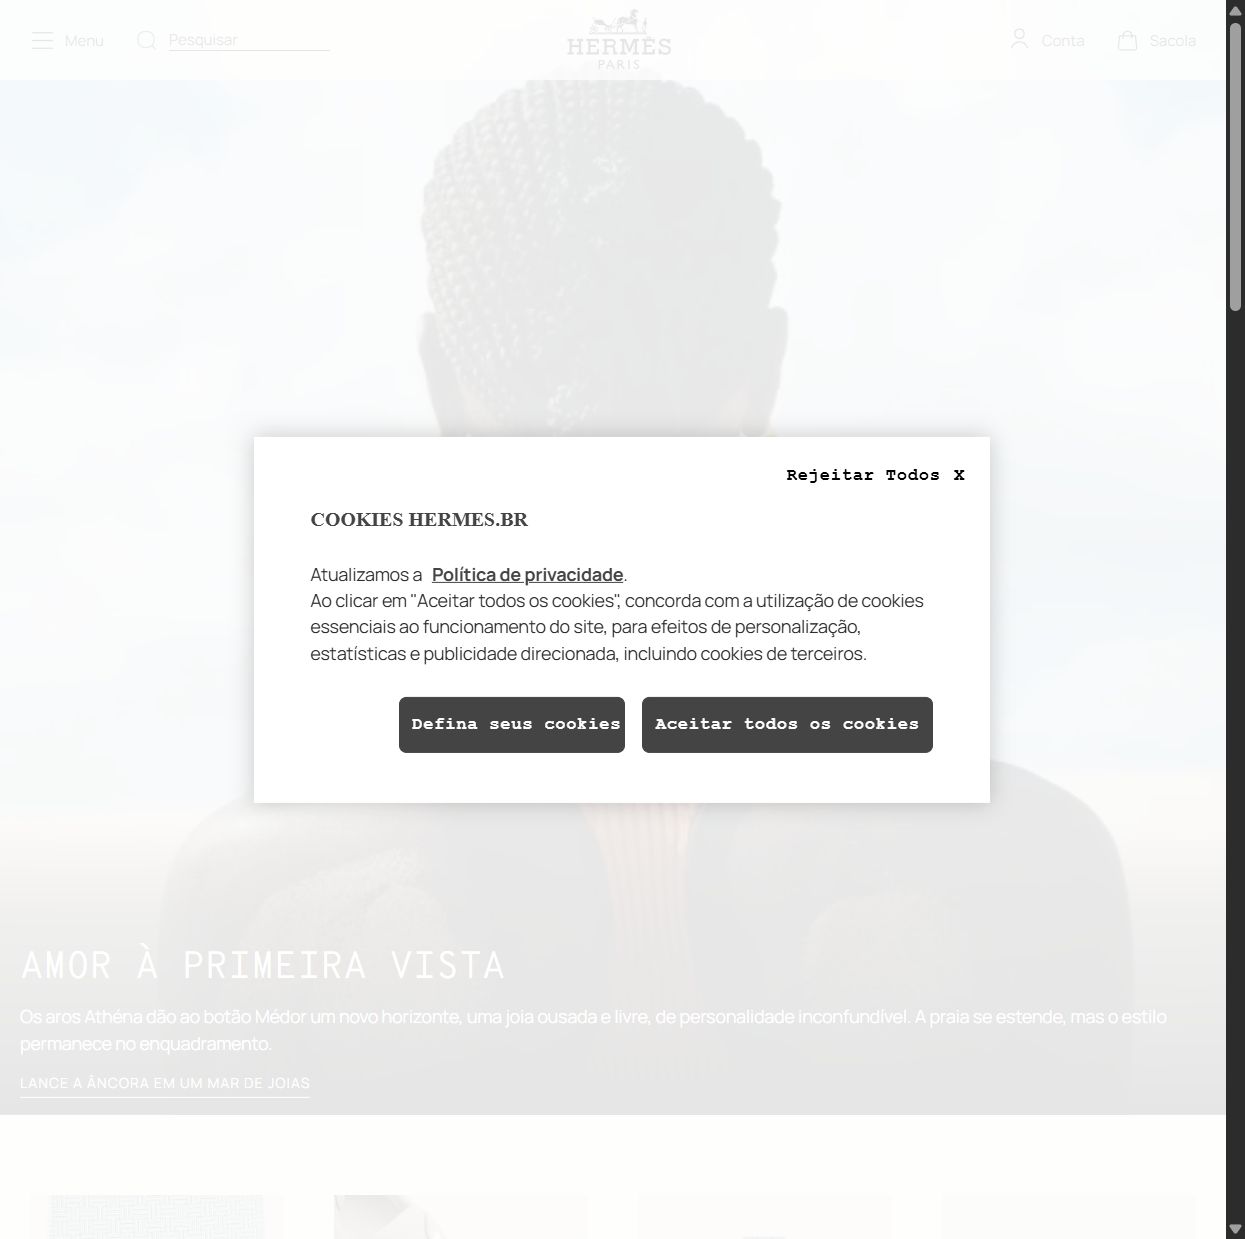 Menu
Pesquisar
HERMÈS
PARIS
Conta
Sacola
Rejeitar Todos X
COOKIES HERMES.BR
Atualizamos a Política de privacidade.
Ao clicar em "Aceitar todos os cookies", concorda com a utilização de cookies
essenciais ao funcionamento do site, para efeitos de personalização,
estatísticas e publicidade direcionada, incluindo cookies de terceiros.
Defina seus cookies
Aceitar todos os cookies
AMOR À PRIMEIRA VISTA
Os aros Athéna dão ao botão Médor um novo horizonte, uma joia ousada e livre, de personalidade inconfundível. A praia se estende, mas o estilo
permanece no enquadramento.
LANCE A ÂNCORA EM UM MAR DE JOIAS